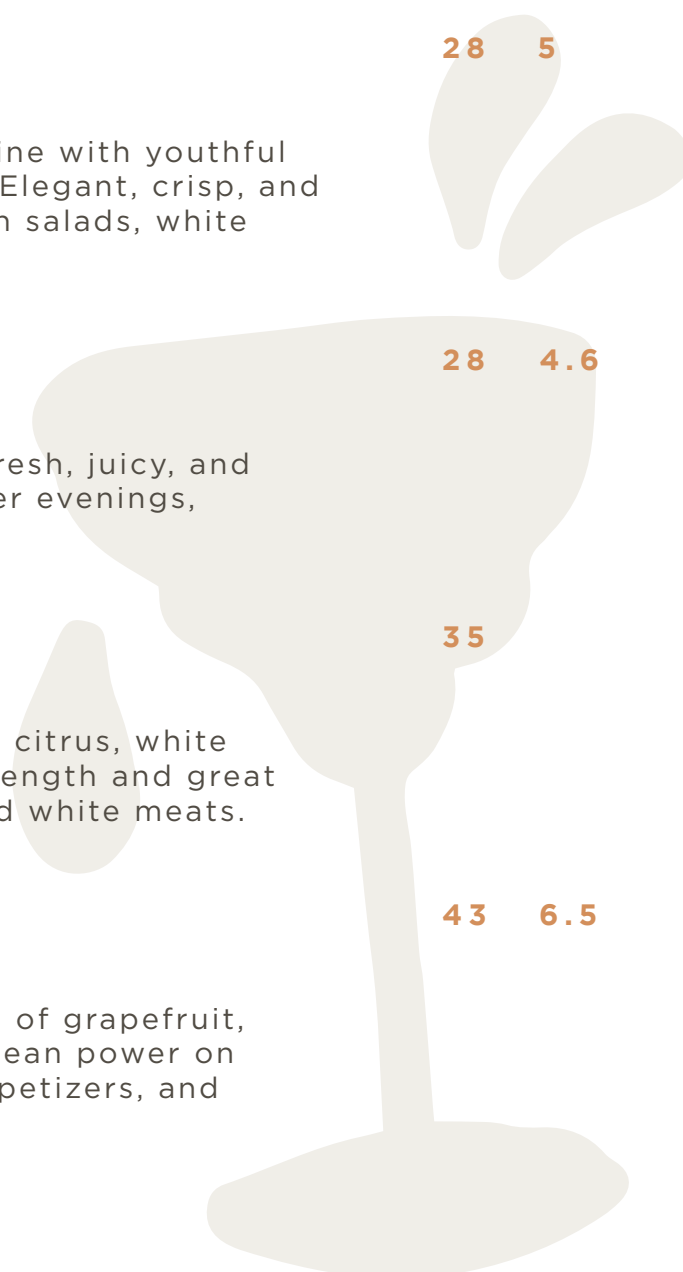 28 5
ine with youthful
Elegant, crisp, and
n salads, white
28 4.6
resh, juicy, and
er evenings,
35
citrus, white
ength and great
d white meats.
43 6.5
of grapefruit,
ean power on
petizers, and